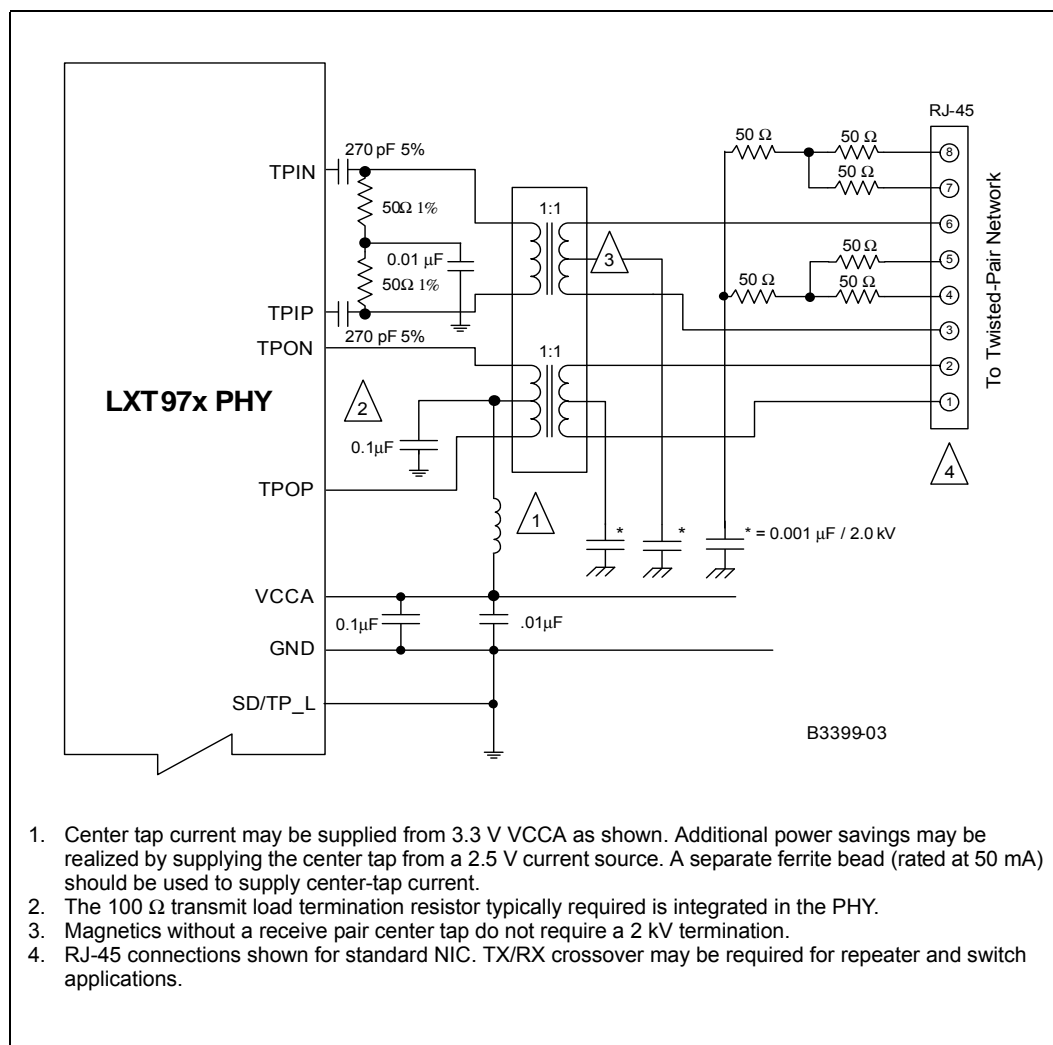 RJ-45
50 Ω
50 Ω
8
270 pF 5%
TPIN
50 Ω
7
To Twisted-Pair Network
50Ω 1%
1:1
6
50 Ω
5
0.01 µF
3
50Ω 1%
50 Ω
50 Ω
4
TPIP
3
270 pF 5%
TPON
1:1
2
LXT97x PHY
2
1
0.1µF
4
TPOP
1
*
*
* = 0.001 µF / 2.0 kV
VCCA
0.1µF
.01µF
GND
SD/TP_L
B3399-03
1. Center tap current may be supplied from 3.3 V VCCA as shown. Additional power savings may be
realized by supplying the center tap from a 2.5 V current source. A separate ferrite bead (rated at 50 mA)
should be used to supply center-tap current.
2. The 100 Ω transmit load termination resistor typically required is integrated in the PHY.
3. Magnetics without a receive pair center tap do not require a 2 kV termination.
4. RJ-45 connections shown for standard NIC. TX/RX crossover may be required for repeater and switch
applications.